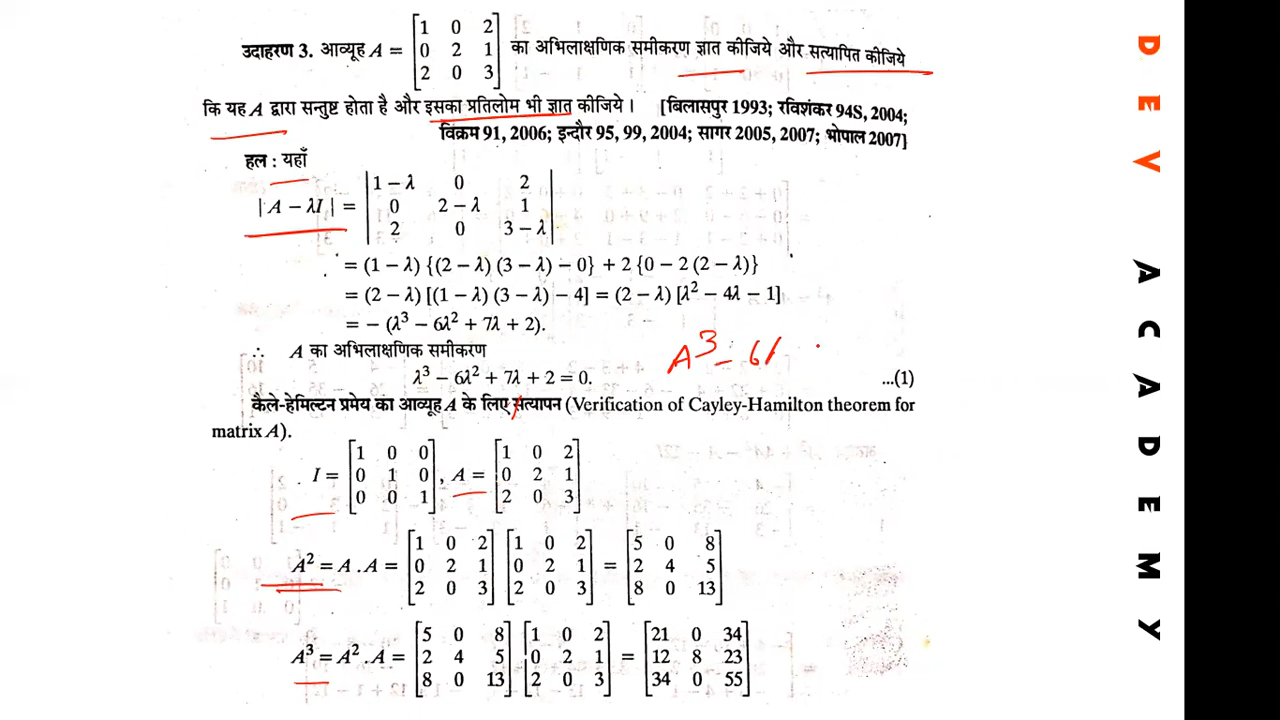 उदाहरण 3. आव्यूह A = [1 0 2; 0 2 1; 2 0 3] का अभिलाक्षणिक समीकरण ज्ञात कीजिये और सत्यापित कीजिये
कि यह A द्वारा सन्तुष्ट होता है और इसका प्रतिलोम भी ज्ञात कीजिये । [बिलासपुर 1993; रविशंकर 94S, 2004;
विक्रम 91, 2006; इन्दौर 95, 99, 2004; सागर 2005, 2007; भोपाल 2007]
हल : यहाँ
| A − λI | = |1 − λ 0 2; 0 2 − λ 1; 2 0 3 − λ|
= (1 − λ) {(2 − λ) (3 − λ) − 0} + 2 {0 − 2 (2 − λ)}
= (2 − λ) [(1 − λ) (3 − λ) − 4] = (2 − λ) [λ² − 4λ − 1]
= − (λ³ − 6λ² + 7λ + 2).
∴ A का अभिलाक्षणिक समीकरण
A³ − 6A
λ³ − 6λ² + 7λ + 2 = 0. ...(1)
कैले-हेमिल्टन प्रमेय का आव्यूह A के लिए सत्यापन (Verification of Cayley-Hamilton theorem for
matrix A).
I = [1 0 0; 0 1 0; 0 0 1], A = [1 0 2; 0 2 1; 2 0 3]
A² = A . A = [1 0 2; 0 2 1; 2 0 3] [1 0 2; 0 2 1; 2 0 3] = [5 0 8; 2 4 5; 8 0 13]
A³ = A² . A = [5 0 8; 2 4 5; 8 0 13] [1 0 2; 0 2 1; 2 0 3] = [21 0 34; 12 8 23; 34 0 55]
DEV ACADEMY